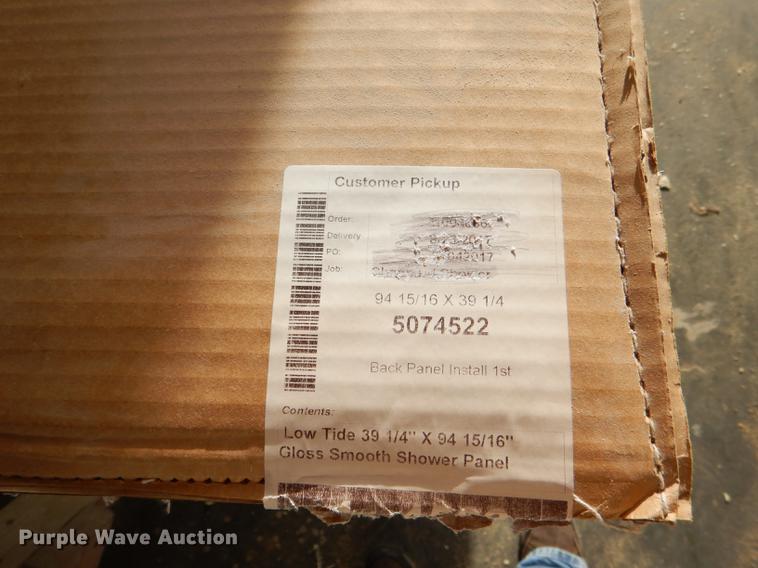 Customer Pickup
Order:
Delivery
PO:
Job:
94 15/16 X 39 1/4
5074522
Back Panel Install 1st
Contents:
Low Tide 39 1/4" X 94 15/16"
Gloss Smooth Shower Panel
Purple Wave Auction